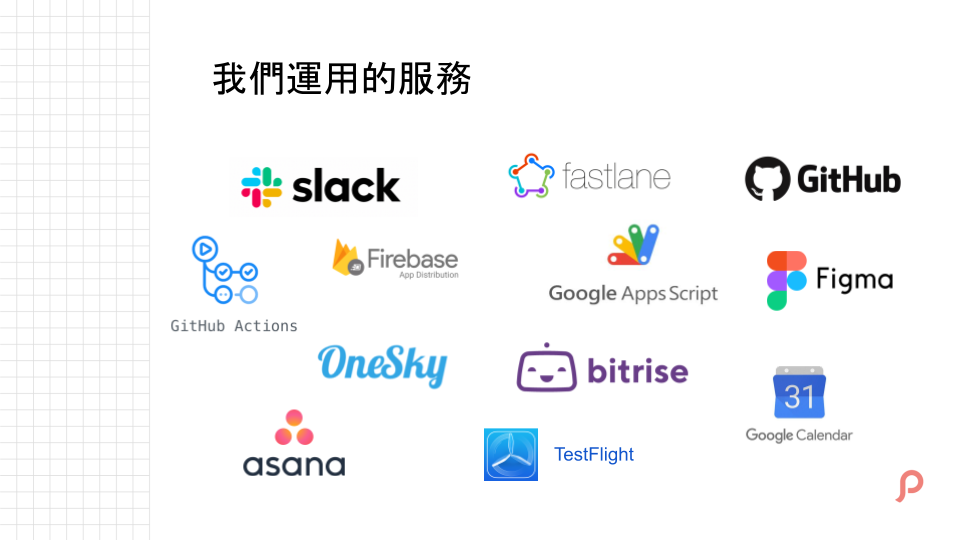 我們運用的服務
slack
fastlane
GitHub
GitHub Actions
Firebase
App Distribution
Google Apps Script
Figma
OneSky
bitrise
31
Google Calendar
asana
TestFlight